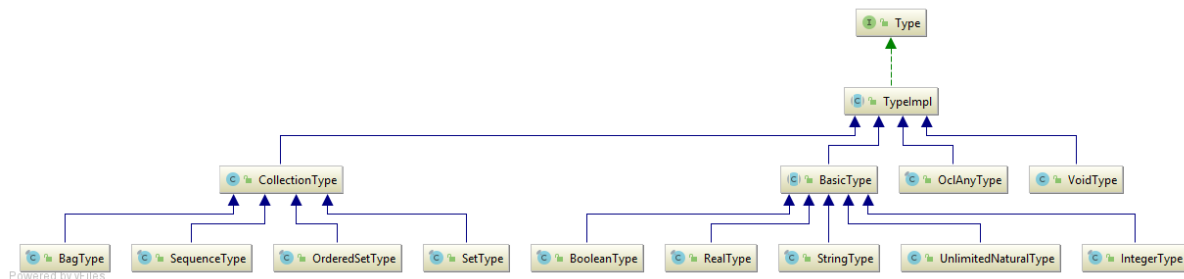 Type
TypeImpl
CollectionType
BasicType
OclAnyType
VoidType
BagType
SequenceType
OrderedSetType
SetType
BooleanType
RealType
StringType
UnlimitedNaturalType
IntegerType
Powered by yFiles